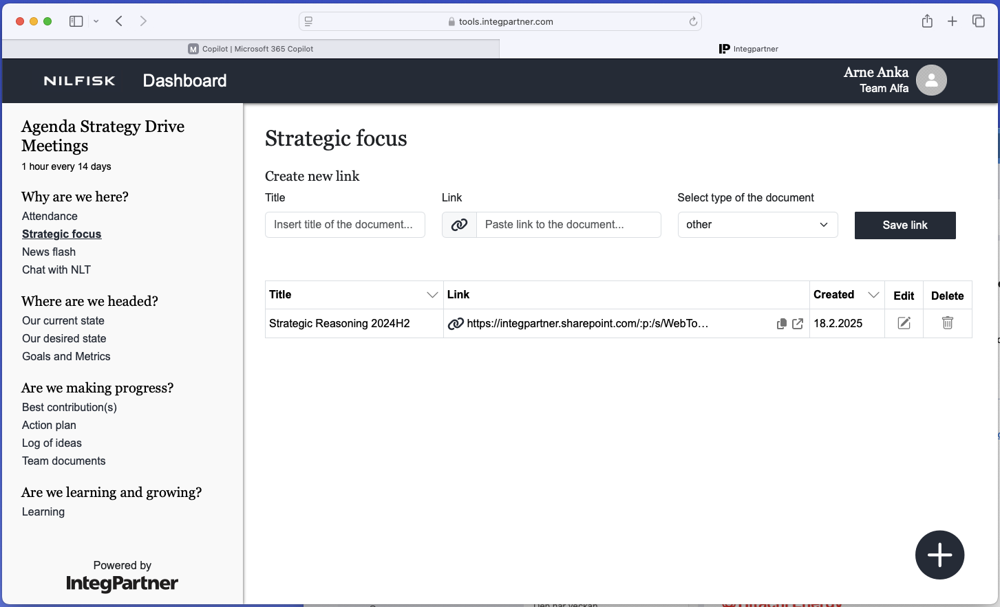 tools.integpartner.com
M Copilot | Microsoft 365 Copilot
IP Integpartner
NILFISK Dashboard
Arne Anka
Team Alfa
Agenda Strategy Drive
Meetings
1 hour every 14 days
Why are we here?
Attendance
Strategic focus
News flash
Chat with NLT
Where are we headed?
Our current state
Our desired state
Goals and Metrics
Are we making progress?
Best contribution(s)
Action plan
Log of ideas
Team documents
Are we learning and growing?
Learning
Powered by
IntegPartner
Strategic focus
Create new link
Title Link Select type of the document
Insert title of the document... Paste link to the document... other Save link
Title Link Created Edit Delete
Strategic Reasoning 2024H2 https://integpartner.sharepoint.com/:p:/s/WebTo... 18.2.2025